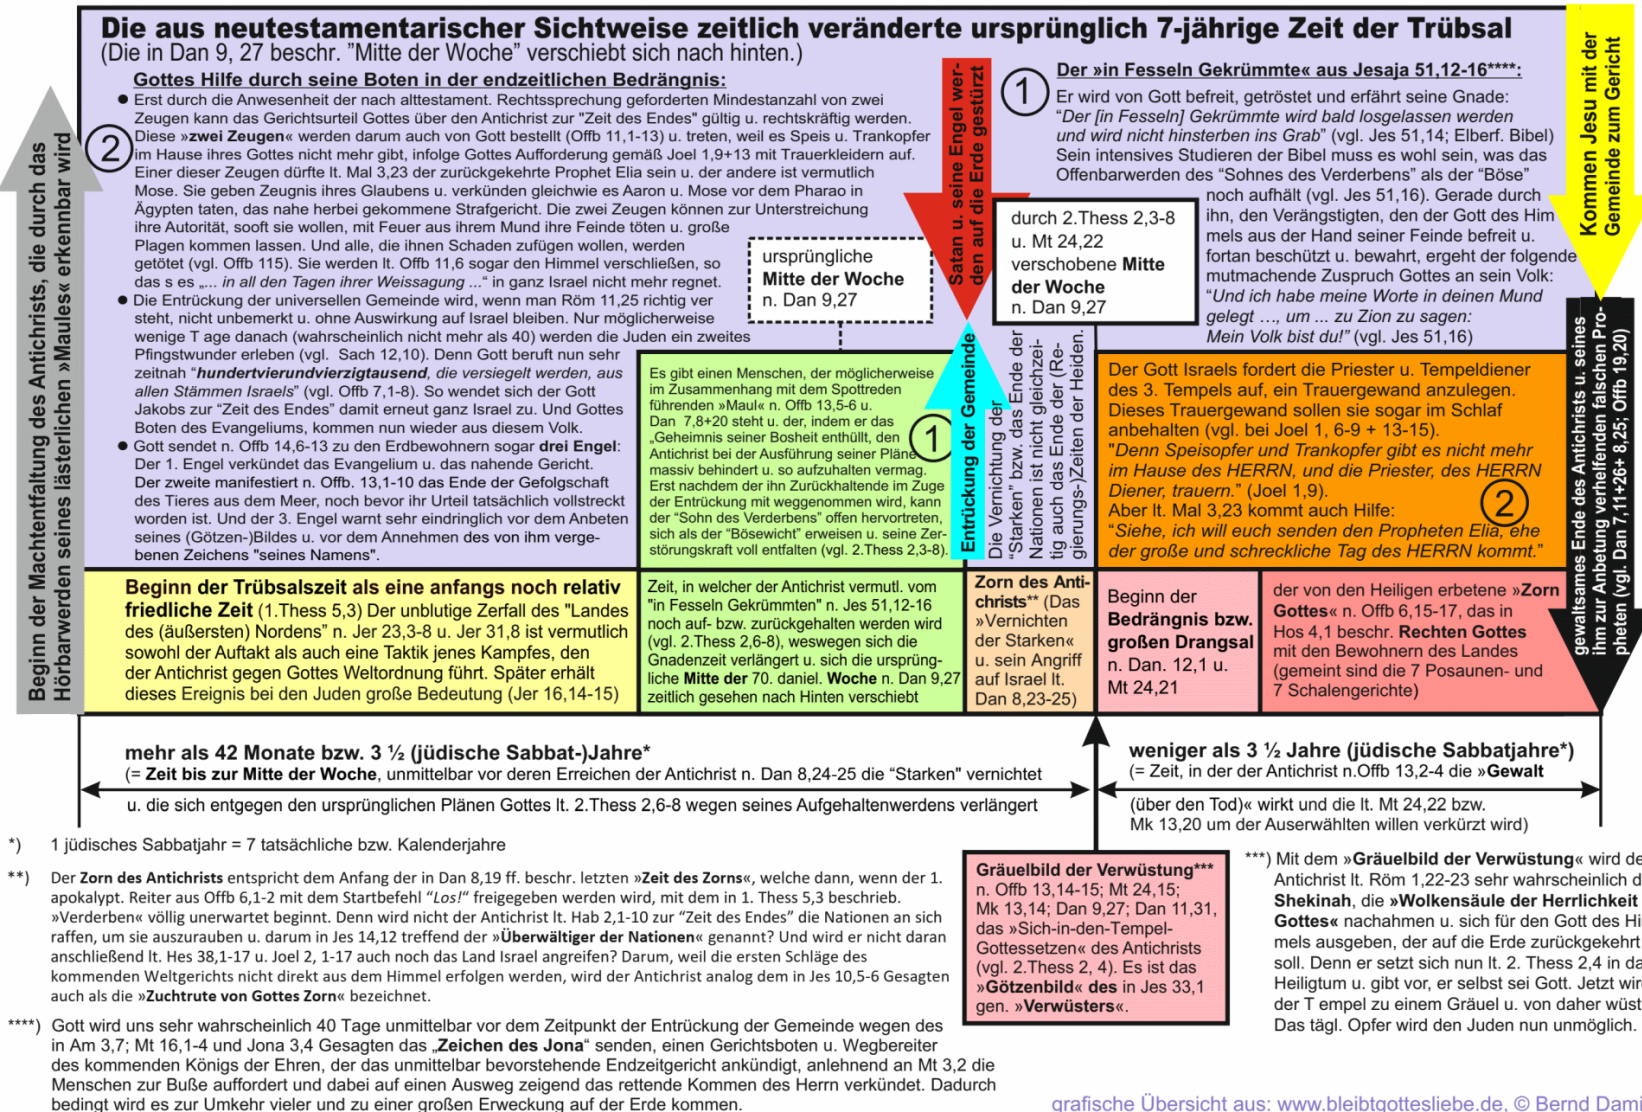 Die aus neutestamentarischer Sichtweise zeitlich veränderte ursprünglich 7-jährige Zeit der Trübsal
(Die in Dan 9, 27 beschr. "Mitte der Woche" verschiebt sich nach hinten.)
Beginn der Machtentfaltung des Antichrists, die durch das
Hörbarwerden seines lästerlichen »Maules« erkennbar wird
Gottes Hilfe durch seine Boten in der endzeitlichen Bedrängnis:
● Erst durch die Anwesenheit der nach alttestament. Rechtssprechung geforderten Mindestanzahl von zwei
Zeugen kann das Gerichtsurteil Gottes über den Antichrist zur "Zeit des Endes" gültig u. rechtskräftig werden.
Diese »zwei Zeugen« werden darum auch von Gott bestellt (Offb 11,1-13) u. treten, weil es Speis u. Trankopfer
2
im Hause ihres Gottes nicht mehr gibt, infolge Gottes Aufforderung gemäß Joel 1,9+13 mit Trauerkleidern auf.
Einer dieser Zeugen dürfte lt. Mal 3,23 der zurückgekehrte Prophet Elia sein u. der andere ist vermutlich
Mose. Sie geben Zeugnis ihres Glaubens u. verkünden gleichwie es Aaron u. Mose vor dem Pharao in
Ägypten taten, das nahe herbei gekommene Strafgericht. Die zwei Zeugen können zur Unterstreichung
ihre Autorität, sooft sie wollen, mit Feuer aus ihrem Mund ihre Feinde töten u. große
Plagen kommen lassen. Und alle, die ihnen Schaden zufügen wollen, werden
getötet (vgl. Offb 115). Sie werden lt. Offb 11,6 sogar den Himmel verschließen, so
das s es „... in all den Tagen ihrer Weissagung ...“ in ganz Israel nicht mehr regnet.
● Die Entrückung der universellen Gemeinde wird, wenn man Röm 11,25 richtig ver
steht, nicht unbemerkt u. ohne Auswirkung auf Israel bleiben. Nur möglicherweise
wenige T age danach (wahrscheinlich nicht mehr als 40) werden die Juden ein zweites
Pfingstwunder erleben (vgl. Sach 12,10). Denn Gott beruft nun sehr
zeitnah “hundertvierundvierzigtausend, die versiegelt werden, aus
allen Stämmen Israels” (vgl. Offb 7,1-8). So wendet sich der Gott
Jakobs zur “Zeit des Endes” damit erneut ganz Israel zu. Und Gottes
Boten des Evangeliums, kommen nun wieder aus diesem Volk.
● Gott sendet n. Offb 14,6-13 zu den Erdbewohnern sogar drei Engel:
Der 1. Engel verkündet das Evangelium u. das nahende Gericht.
Der zweite manifestiert n. Offb. 13,1-10 das Ende der Gefolgschaft
des Tieres aus dem Meer, noch bevor ihr Urteil tatsächlich vollstreckt
worden ist. Und der 3. Engel warnt sehr eindringlich vor dem Anbeten
seines (Götzen-)Bildes u. vor dem Annehmen des von ihm verge-
benen Zeichens "seines Namens".
ursprüngliche
Mitte der Woche
n. Dan 9,27
Satan u. seine Engel wer-
den auf die Erde gestürzt
1
Der »in Fesseln Gekrümmte« aus Jesaja 51,12-16****:
Er wird von Gott befreit, getröstet und erfährt seine Gnade:
“Der [in Fesseln] Gekrümmte wird bald losgelassen werden
und wird nicht hinsterben ins Grab” (vgl. Jes 51,14; Elberf. Bibel)
Sein intensives Studieren der Bibel muss es wohl sein, was das
Offenbarwerden des “Sohnes des Verderbens” als der “Böse”
noch aufhält (vgl. Jes 51,16). Gerade durch
ihn, den Verängstigten, den der Gott des Him
mels aus der Hand seiner Feinde befreit u.
fortan beschützt u. bewahrt, ergeht der folgende
mutmachende Zuspruch Gottes an sein Volk:
“Und ich habe meine Worte in deinen Mund
gelegt …, um ... zu Zion zu sagen:
Mein Volk bist du!” (vgl. Jes 51,16)
durch 2.Thess 2,3-8
u. Mt 24,22
verschobene Mitte
der Woche
n. Dan 9,27
Kommen Jesu mit der
Gemeinde zum Gericht
Es gibt einen Menschen, der möglicherweise
im Zusammenhang mit dem Spottreden
führenden »Maul« n. Offb 13,5-6 u.
Dan 7,8+20 steht u. der, indem er das
„Geheimnis seiner Bosheit enthüllt, den
Antichrist bei der Ausführung seiner Pläne
massiv behindert u. so aufzuhalten vermag.
Erst nachdem der ihn Zurückhaltende im Zuge
der Entrückung mit weggenommen wird, kann
der “Sohn des Verderbens” offen hervortreten,
sich als der “Bösewicht” erweisen u. seine Zer-
störungskraft voll entfalten (vgl. 2.Thess 2,3-8).
1
Entrückung der Gemeinde
Die Vernichtung der
“Starken” bzw. das Ende der
Nationen ist nicht gleichzei-
tig auch das Ende der (Re-
gierungs-)Zeiten der Heiden.
Der Gott Israels fordert die Priester u. Tempeldiener
des 3. Tempels auf, ein Trauergewand anzulegen.
Dieses Trauergewand sollen sie sogar im Schlaf
anbehalten (vgl. bei Joel 1, 6-9 + 13-15).
"Denn Speisopfer und Trankopfer gibt es nicht mehr
im Hause des HERRN, und die Priester, des HERRN
Diener, trauern.” (Joel 1,9).
Aber lt. Mal 3,23 kommt auch Hilfe:
“Siehe, ich will euch senden den Propheten Elia, ehe
der große und schreckliche Tag des HERRN kommt.”
2
gewaltsames Ende des Antichrists u. seines
ihm zur Anbetung verhelfenden falschen Pro-
pheten (vgl. Dan 7,11+26+ 8,25; Offb 19,20)
Beginn der Trübsalszeit als eine anfangs noch relativ
friedliche Zeit (1.Thess 5,3) Der unblutige Zerfall des "Landes
des (äußersten) Nordens” n. Jer 23,3-8 u. Jer 31,8 ist vermutlich
sowohl der Auftakt als auch eine Taktik jenes Kampfes, den
der Antichrist gegen Gottes Weltordnung führt. Später erhält
dieses Ereignis bei den Juden große Bedeutung (Jer 16,14-15)
Zeit, in welcher der Antichrist vermutl. vom
"in Fesseln Gekrümmten" n. Jes 51,12-16
noch auf- bzw. zurückgehalten werden wird
(vgl. 2.Thess 2,6-8), weswegen sich die
Gnadenzeit verlängert u. sich die ursprüng-
liche Mitte der 70. daniel. Woche n. Dan 9,27
zeitlich gesehen nach Hinten verschiebt
Zorn des Anti-
christs** (Das
»Vernichten
der Starken«
u. sein Angriff
auf Israel lt.
Dan 8,23-25)
Beginn der
Bedrängnis bzw.
großen Drangsal
n. Dan. 12,1 u.
Mt 24,21
der von den Heiligen erbetene »Zorn
Gottes« n. Offb 6,15-17, das in
Hos 4,1 beschr. Rechten Gottes
mit den Bewohnern des Landes
(gemeint sind die 7 Posaunen- und
7 Schalengerichte)
mehr als 42 Monate bzw. 3 ½ (jüdische Sabbat-)Jahre*
(= Zeit bis zur Mitte der Woche, unmittelbar vor deren Erreichen der Antichrist n. Dan 8,24-25 die “Starken” vernichtet
u. die sich entgegen den ursprünglichen Plänen Gottes lt. 2.Thess 2,6-8 wegen seines Aufgehaltenwerdens verlängert
weniger als 3 ½ Jahre (jüdische Sabbatjahre*)
(= Zeit, in der der Antichrist n.Offb 13,2-4 die »Gewalt
(über den Tod)« wirkt und die lt. Mt 24,22 bzw.
Mk 13,20 um der Auserwählten willen verkürzt wird)
*) 1 jüdisches Sabbatjahr = 7 tatsächliche bzw. Kalenderjahre
**) Der Zorn des Antichrists entspricht dem Anfang der in Dan 8,19 ff. beschr. letzten »Zeit des Zorns«, welche dann, wenn der 1.
apokalypt. Reiter aus Offb 6,1-2 mit dem Startbefehl “Los!“ freigegeben werden wird, mit dem in 1. Thess 5,3 beschrieb.
»Verderben« völlig unerwartet beginnt. Denn wird nicht der Antichrist lt. Hab 2,1-10 zur “Zeit des Endes” die Nationen an sich
raffen, um sie auszurauben u. darum in Jes 14,12 treffend der »Überwältiger der Nationen« genannt? Und wird er nicht daran
anschließend lt. Hes 38,1-17 u. Joel 2, 1-17 auch noch das Land Israel angreifen? Darum, weil die ersten Schläge des
kommenden Weltgerichts nicht direkt aus dem Himmel erfolgen werden, wird der Antichrist analog dem in Jes 10,5-6 Gesagten
auch als die »Zuchtrute von Gottes Zorn« bezeichnet.
****) Gott wird uns sehr wahrscheinlich 40 Tage unmittelbar vor dem Zeitpunkt der Entrückung der Gemeinde wegen des
in Am 3,7; Mt 16,1-4 und Jona 3,4 Gesagten das „Zeichen des Jona“ senden, einen Gerichtsboten u. Wegbereiter
des kommenden Königs der Ehren, der das unmittelbar bevorstehende Endzeitgericht ankündigt, anlehnend an Mt 3,2 die
Menschen zur Buße auffordert und dabei auf einen Ausweg zeigend das rettende Kommen des Herrn verkündet. Dadurch
bedingt wird es zur Umkehr vieler und zu einer großen Erweckung auf der Erde kommen.
Gräuelbild der Verwüstung***
n. Offb 13,14-15; Mt 24,15;
Mk 13,14; Dan 9,27; Dan 11,31,
das »Sich-in-den-Tempel-
Gottessetzen« des Antichrists
(vgl. 2.Thess 2, 4). Es ist das
»Götzenbild« des in Jes 33,1
gen. »Verwüsters«.
***) Mit dem »Gräuelbild der Verwüstung« wird de
Antichrist lt. Röm 1,22-23 sehr wahrscheinlich d
Shekinah, die »Wolkensäule der Herrlichkeit
Gottes« nachahmen u. sich für den Gott des Hi
mels ausgeben, der auf die Erde zurückgekehrt
soll. Denn er setzt sich nun lt. 2. Thess 2,4 in da
Heiligtum u. gibt vor, er selbst sei Gott. Jetzt wir
der T empel zu einem Gräuel u. von daher wüst
Das tägl. Opfer wird den Juden nun unmöglich.
grafische Übersicht aus: www.bleibtgottesliebe.de, © Bernd Dami